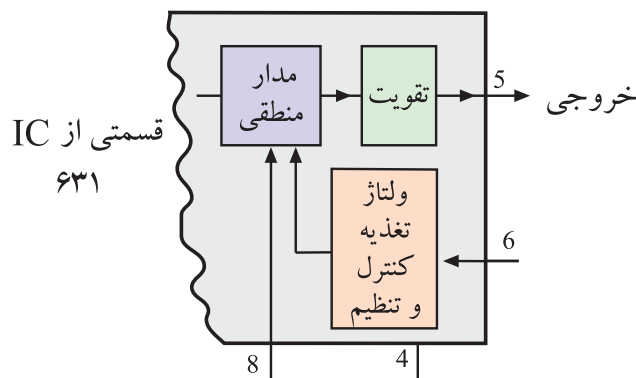 مدار
منطقی
تقویت
5
خروجی
قسمتی از IC
۶۳۱
ولتاژ
تغذیه
کنترل
و تنظیم
6
8
4